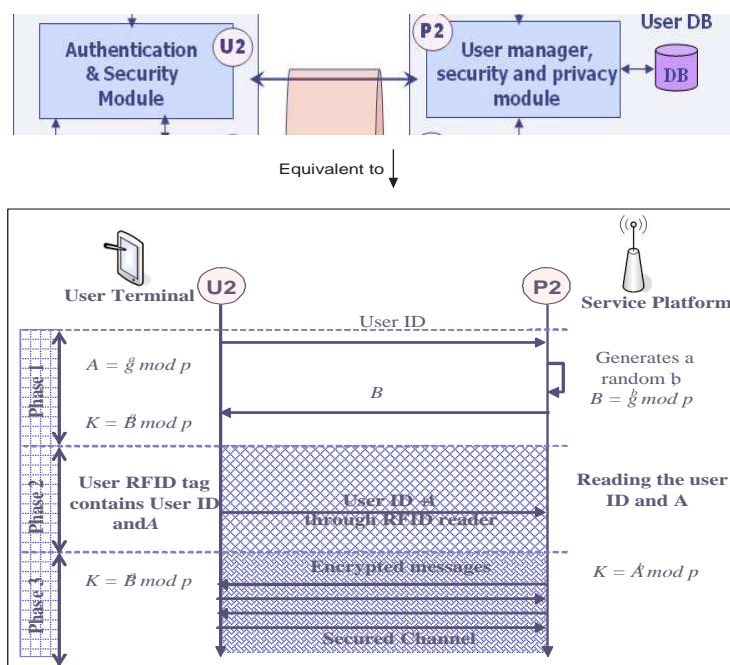 Authentication
& Security
Module
U2
P2
User manager,
security and privacy
module
User DB
DB
Equivalent to
User Terminal
U2
P2
Service Platform
Phase 1
User ID
A = g^a mod p
Generates a
random b
B = g^b mod p
B
K = B^a mod p
Phase 2
User RFID tag
contains User ID
and A
User ID + A
through RFID reader
Reading the user
ID and A
Phase 3
Encrypted messages
K = B^a mod p
K = A^b mod p
Secured Channel